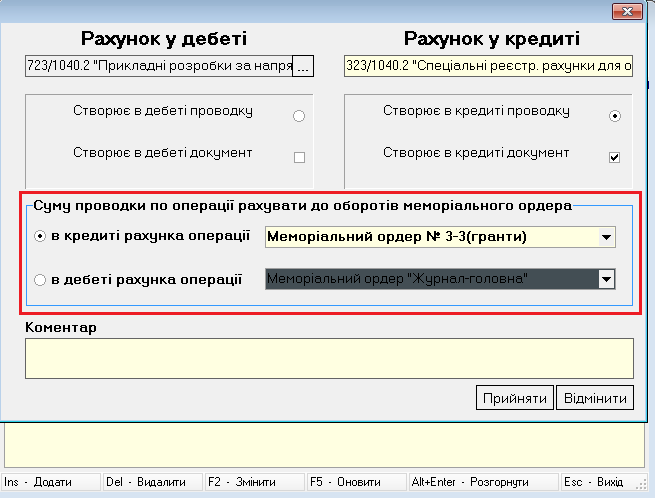 Рахунок у дебеті
Рахунок у кредиті
723/1040.2 "Прикладні розробки за напря ...
323/1040.2 "Спеціальні реєстр. рахунки для о
Створює в дебеті проводку
Створює в кредиті проводку
Створює в дебеті документ
Створює в кредиті документ
Суму проводки по операції рахувати до оборотів меморіального ордера
в кредиті рахунка операції
Меморіальний ордер № 3-3(гранти)
в дебеті рахунка операції
Меморіальний ордер "Журнал-головна"
Коментар
Прийняти
Відмінити
Ins - Додати
Del - Видалити
F2 - Змінити
F5 - Оновити
Alt+Enter - Розгорнути
Esc - Вихід